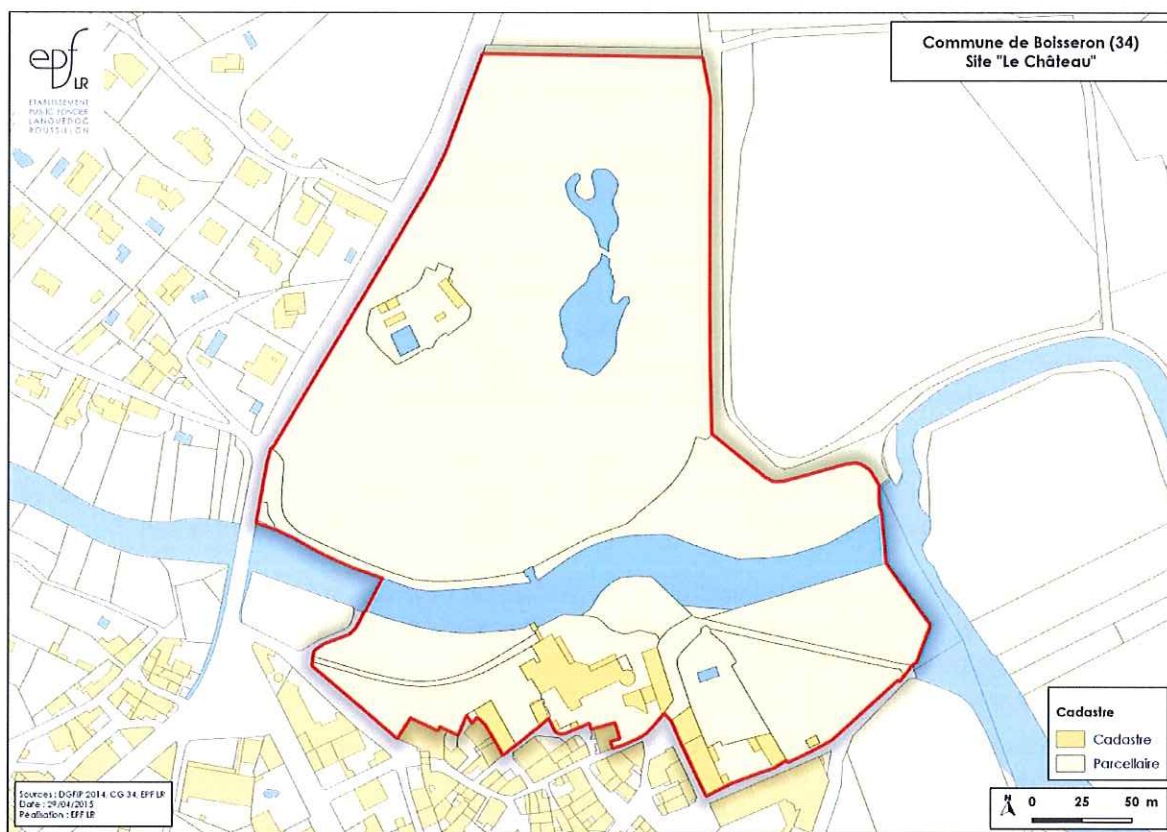 epf
LR
ETABLISSEMENT
PUBLIC FONCIER
LANGUEDOC
ROUSSILLON
Commune de Boisseron (34)
Site "Le Château"
Cadastre
Cadastre
Parcellaire
Sources : DGFIP 2014, CG 34, EPF LR
Date : 29/04/2015
Réalisation : EPF LR
N
0 25 50 m